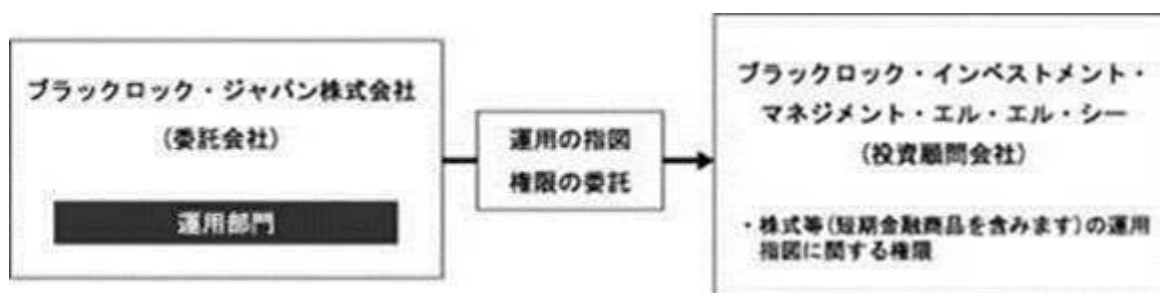 ブラックロック・ジャパン株式会社
(委託会社)
運用部門
運用の指図
権限の委託
ブラックロック・インベストメント・
マネジメント・エル・エル・シー
(投資顧問会社)
・株式等(短期金融商品を含みます)の運用
指図に関する権限